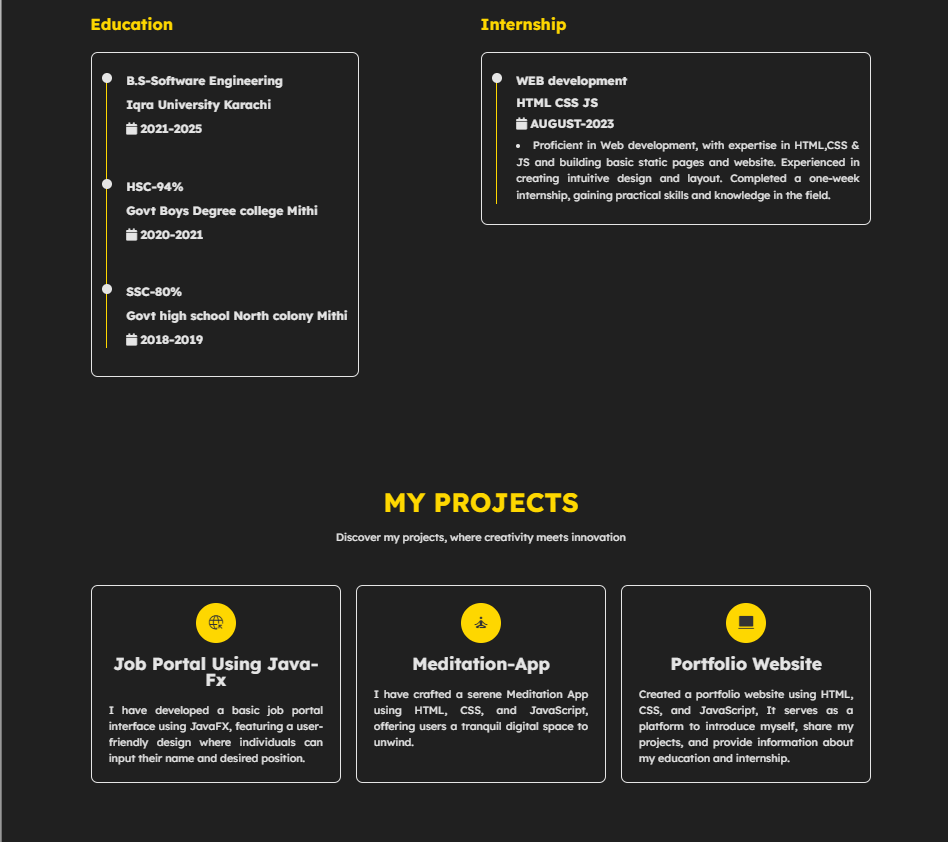 Education
B.S-Software Engineering
Iqra University Karachi
2021-2025
HSC-94%
Govt Boys Degree college Mithi
2020-2021
SSC-80%
Govt high school North colony Mithi
2018-2019
Internship
WEB development
HTML CSS JS
AUGUST-2023
• Proficient in Web development, with expertise in HTML,CSS &
JS and building basic static pages and website. Experienced in
creating intuitive design and layout. Completed a one-week
internship, gaining practical skills and knowledge in the field.
MY PROJECTS
Discover my projects, where creativity meets innovation
Job Portal Using Java-
Fx
I have developed a basic job portal
interface using JavaFX, featuring a user-
friendly design where individuals can
input their name and desired position.
Meditation-App
I have crafted a serene Meditation App
using HTML, CSS, and JavaScript,
offering users a tranquil digital space to
unwind.
Portfolio Website
Created a portfolio website using HTML,
CSS, and JavaScript, It serves as a
platform to introduce myself, share my
projects, and provide information about
my education and internship.